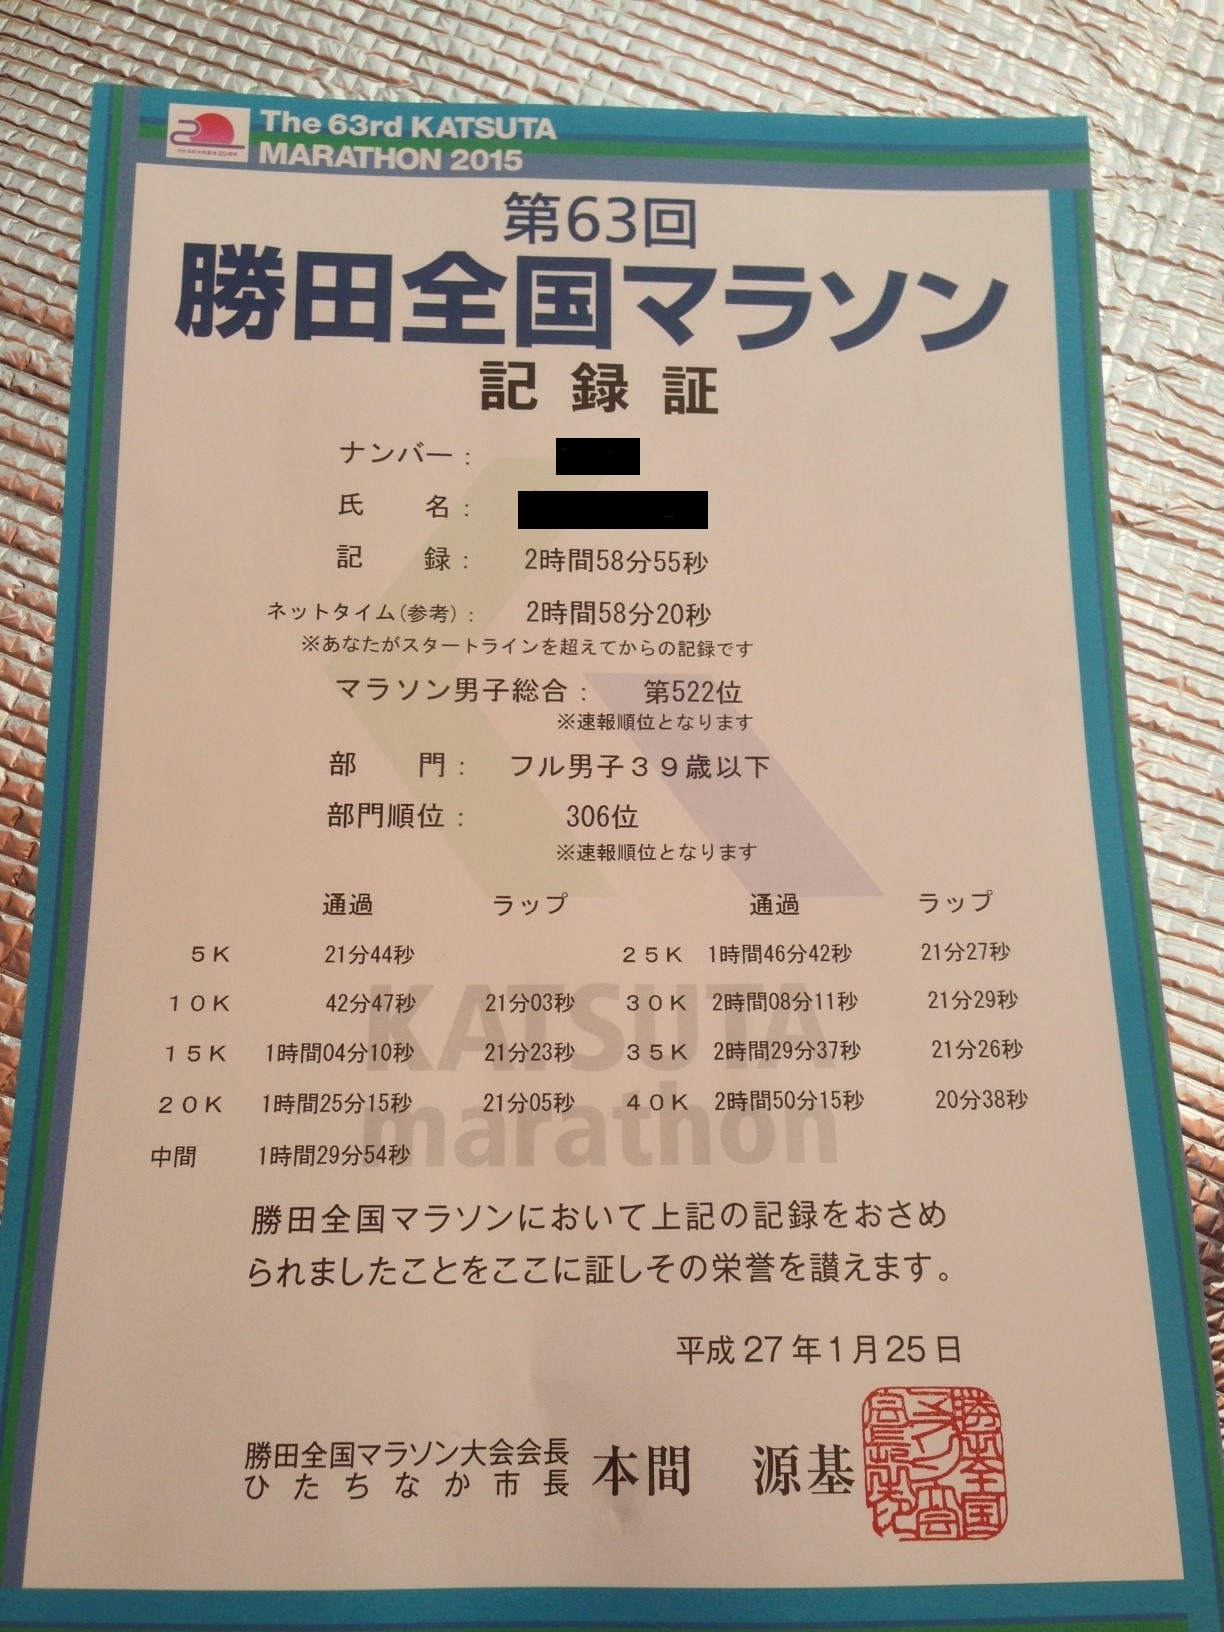 The 63rd KATSUTA
MARATHON 2015
第63回
勝田全国マラソン
記録証
ナンバー：
氏　名：
記　録： 2時間58分55秒
ネットタイム(参考)： 2時間58分20秒
※あなたがスタートラインを超えてからの記録です
マラソン男子総合： 第522位
※速報順位となります
部　門： フル男子３９歳以下
部門順位： 306位
※速報順位となります
通過 ラップ 通過 ラップ
５Ｋ 21分44秒 ２５Ｋ 1時間46分42秒 21分27秒
１０Ｋ 42分47秒 21分03秒 ３０Ｋ 2時間08分11秒 21分29秒
１５Ｋ 1時間04分10秒 21分23秒 ３５Ｋ 2時間29分37秒 21分26秒
２０Ｋ 1時間25分15秒 21分05秒 ４０Ｋ 2時間50分15秒 20分38秒
中間 1時間29分54秒
KATSUTA
marathon
勝田全国マラソンにおいて上記の記録をおさめ
られましたことをここに証しその栄誉を讃えます。
平成27年1月25日
勝田全国マラソン大会会長
ひたちなか市長
本間　源基